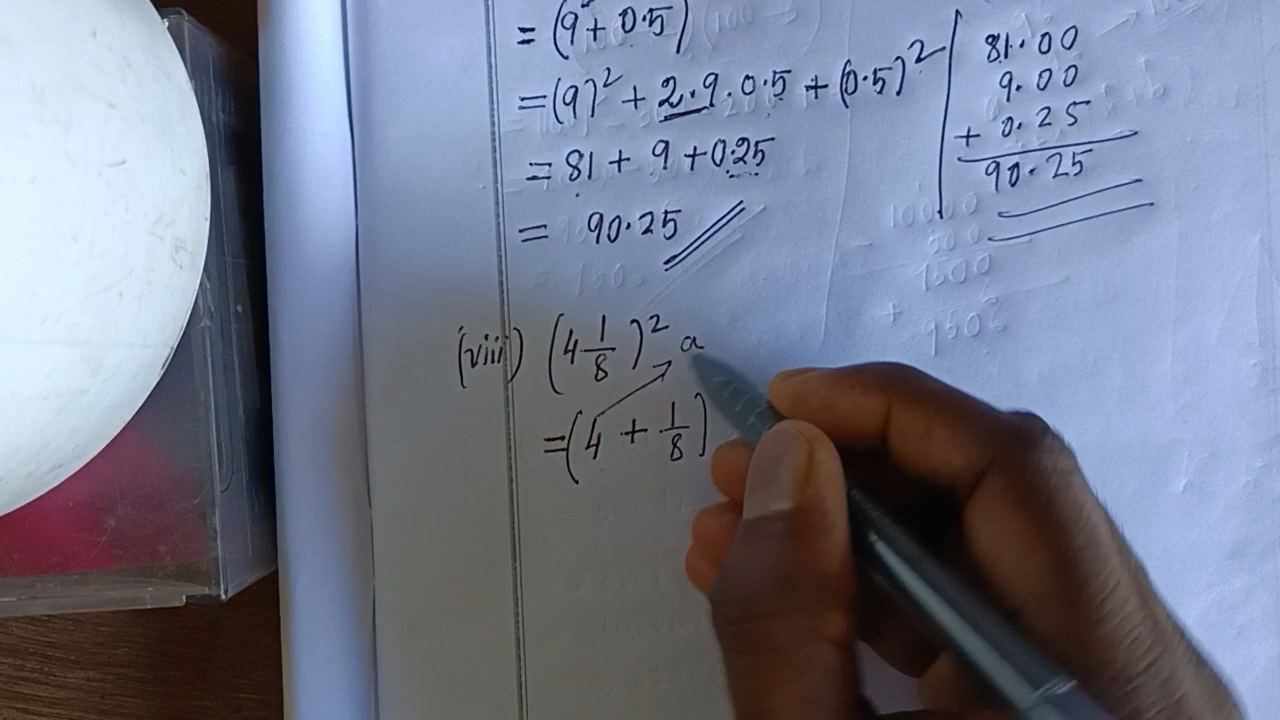 = (9 + 0.5)
= (9)² + 2.9.0.5 + (0.5)²
= 81 + 9 + 0.25
= 90.25
81.00
9.00
+ 0.25
90.25
(viii) (4 1/8)² a
= (4 + 1/8)